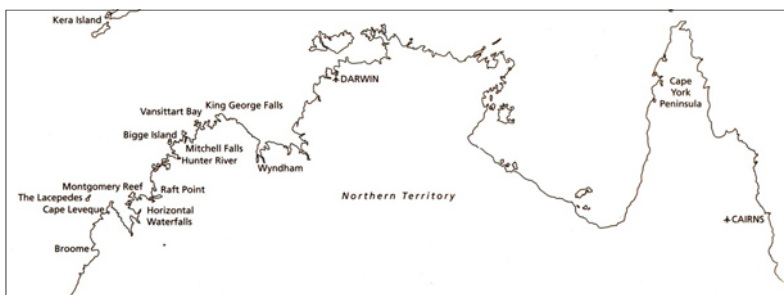 Kera Island
DARWIN
King George Falls
Vansittart Bay
Cape
York
Peninsula
Bigge Island
Mitchell Falls
Hunter River
Wyndham
Montgomery Reef
Raft Point
The Lacepedes
Northern Territory
Cape Leveque
Horizontal
Waterfalls
CAIRNS
Broome